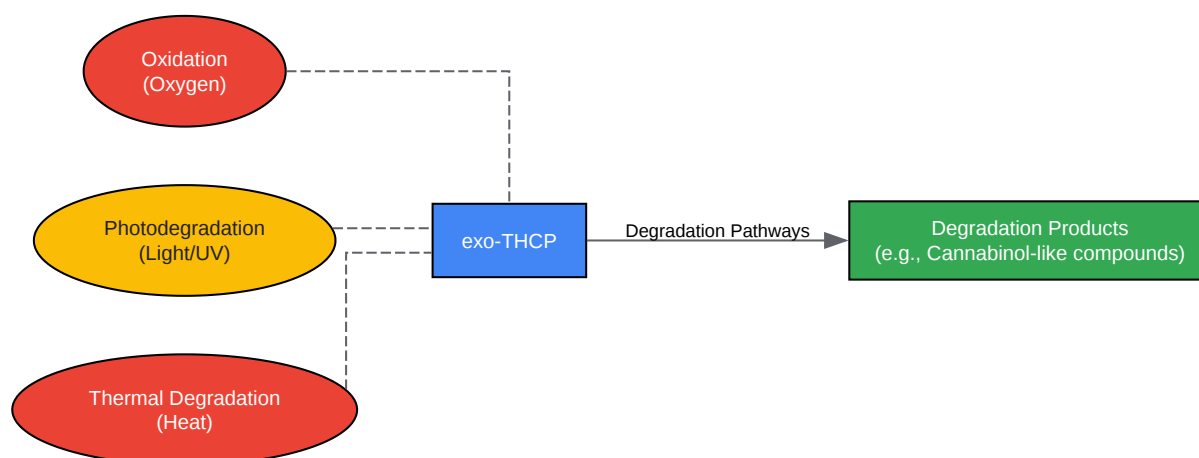 Oxidation
(Oxygen)
Photodegradation
(Light/UV)
Thermal Degradation
(Heat)
exo-THCP
Degradation Pathways
Degradation Products
(e.g., Cannabinol-like compounds)